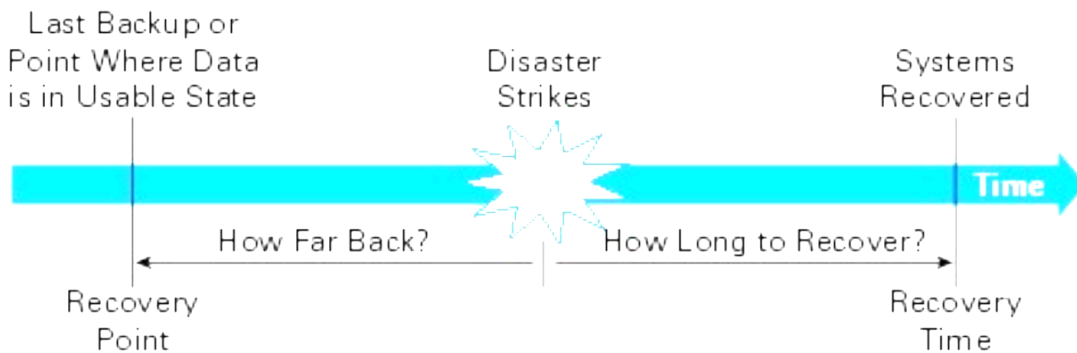 Last Backup or
Point Where Data
is in Usable State
Disaster
Strikes
Systems
Recovered
Time
How Far Back?
How Long to Recover?
Recovery
Point
Recovery
Time